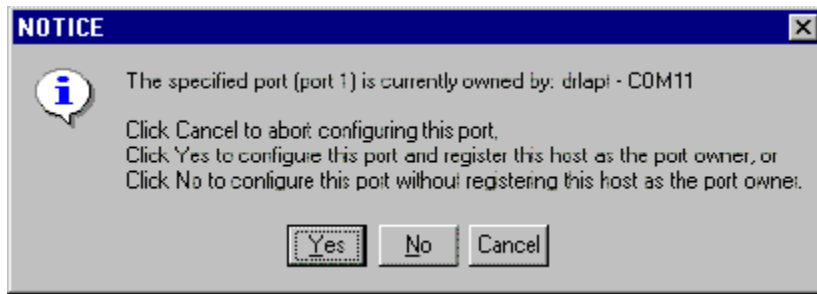 NOTICE
The specified port (port 1) is currently owned by: drlapt - COM11
Click Cancel to abort configuring this port,
Click Yes to configure this port and register this host as the port owner, or
Click No to configure this port without registering this host as the port owner.
Yes No Cancel